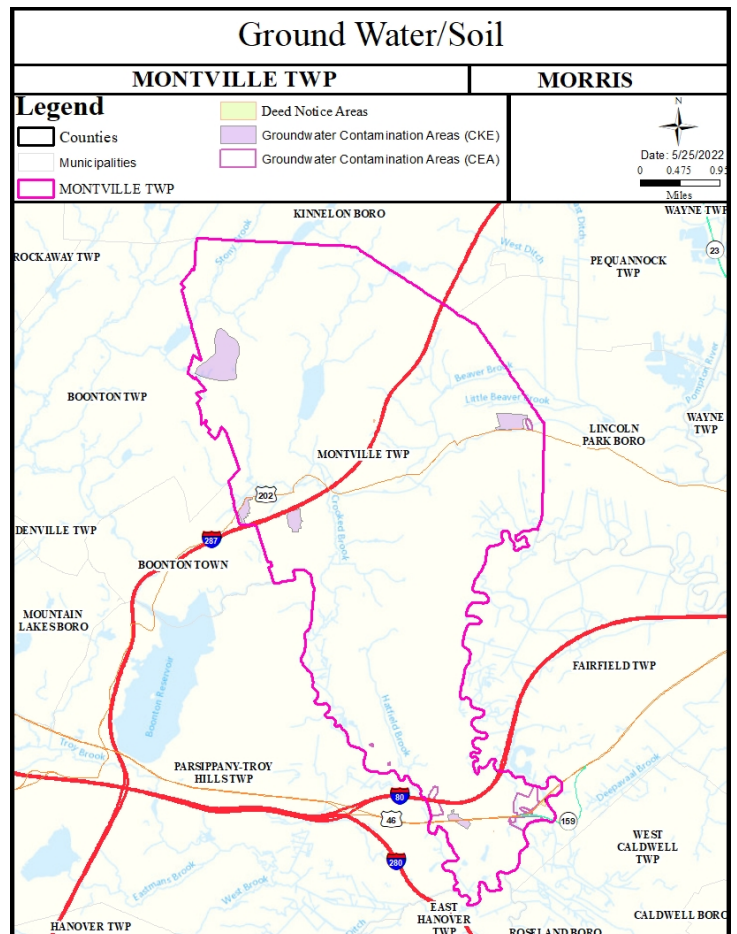 Ground Water/Soil
MONTVILLE TWP
MORRIS
Legend
Counties
Municipalities
MONTVILLE TWP
Deed Notice Areas
Groundwater Contamination Areas (CKE)
Groundwater Contamination Areas (CEA)
N
Date: 5/25/2022
0 0.475 0.95
Miles
KINNELON BORO
WAYNE TWP
ROCKAWAY TWP
Stony Brook
West Ditch
23
PEQUANNOCK
TWP
Beaver Brook
Pompton River
BOONTON TWP
Little Beaver Brook
WAYNE
TWP
LINCOLN
PARK BORO
MONTVILLE TWP
202
Crooked Brook
DENVILLE TWP
287
BOONTON TOWN
MOUNTAIN
LAKES BORO
FAIRFIELD TWP
Boonton Reservoir
Hatfield Brook
Troy Brook
PARSIPPANY-TROY
HILLS TWP
Deepavaal Brook
80
46
159
WEST
CALDWELL
TWP
280
Eastmans Brook
West Brook
EAST
HANOVER
TWP
CALDWELL BORO
HANOVER TWP
ROSELAND BORO